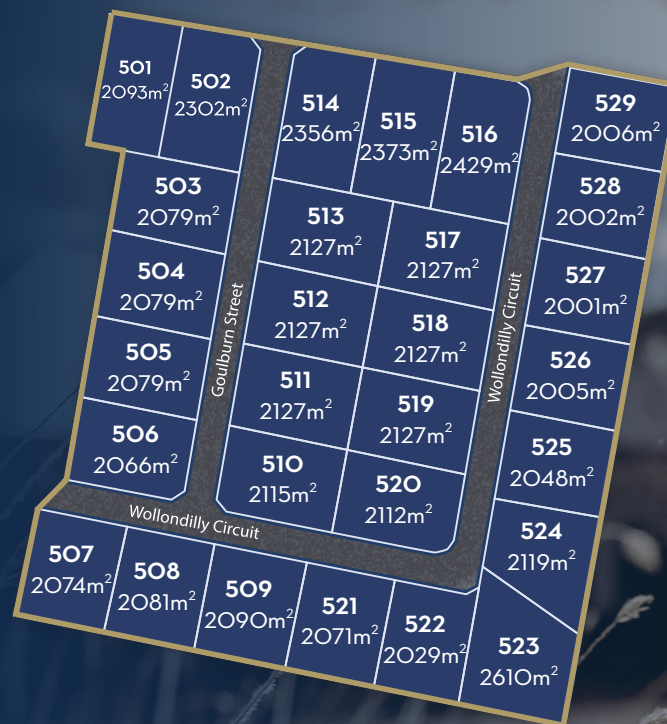 501
2093m²
502
2302m²
503
2079m²
504
2079m²
505
2079m²
506
2066m²
Goulburn Street
514
2356m²
515
2373m²
516
2429m²
513
2127m²
517
2127m²
512
2127m²
518
2127m²
511
2127m²
519
2127m²
510
2115m²
520
2112m²
Wollondilly Circuit
529
2006m²
528
2002m²
527
2001m²
526
2005m²
525
2048m²
524
2119m²
Wollondilly Circuit
507
2074m²
508
2081m²
509
2090m²
521
2071m²
522
2029m²
523
2610m²